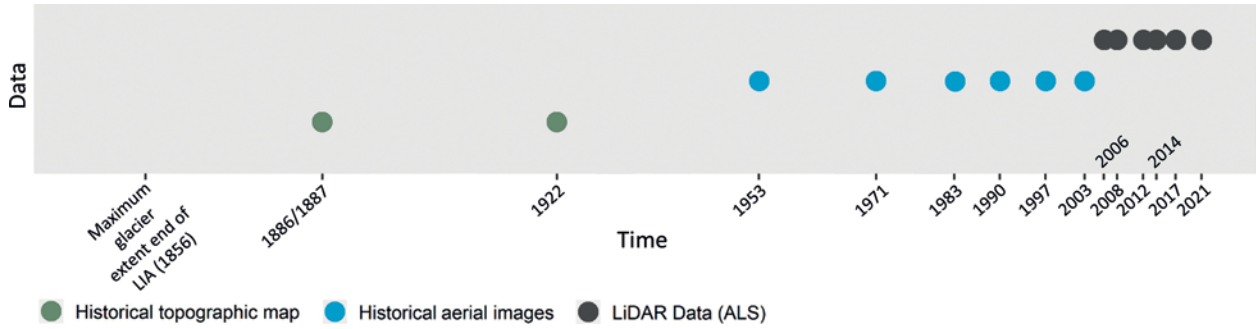 Data
2006
2014
Maximum
glacier
extent end of
LIA (1856)
1886/1887
1922
1953
1971
1983
1990
1997
2003
2008
2012
2017
2021
Time
Historical topographic map
Historical aerial images
LiDAR Data (ALS)